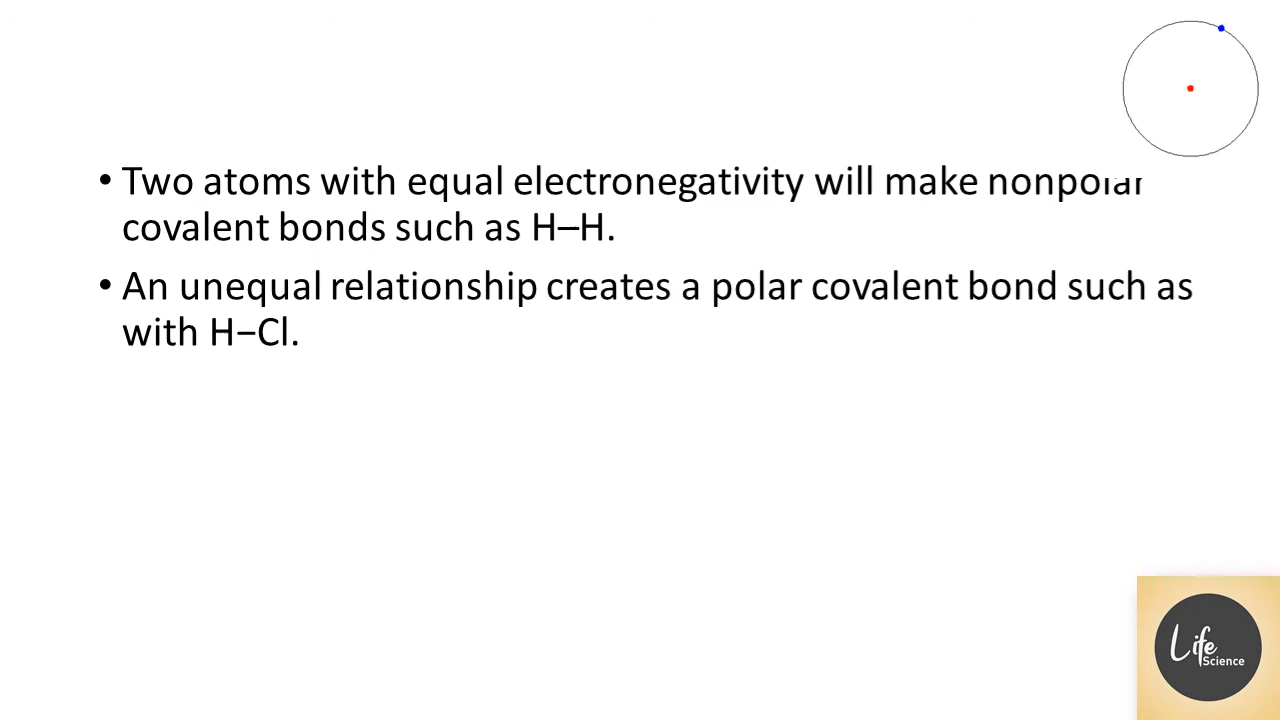 • Two atoms with equal electronegativity will make nonpolar
covalent bonds such as H–H.
• An unequal relationship creates a polar covalent bond such as
with H−Cl.
Life
Science